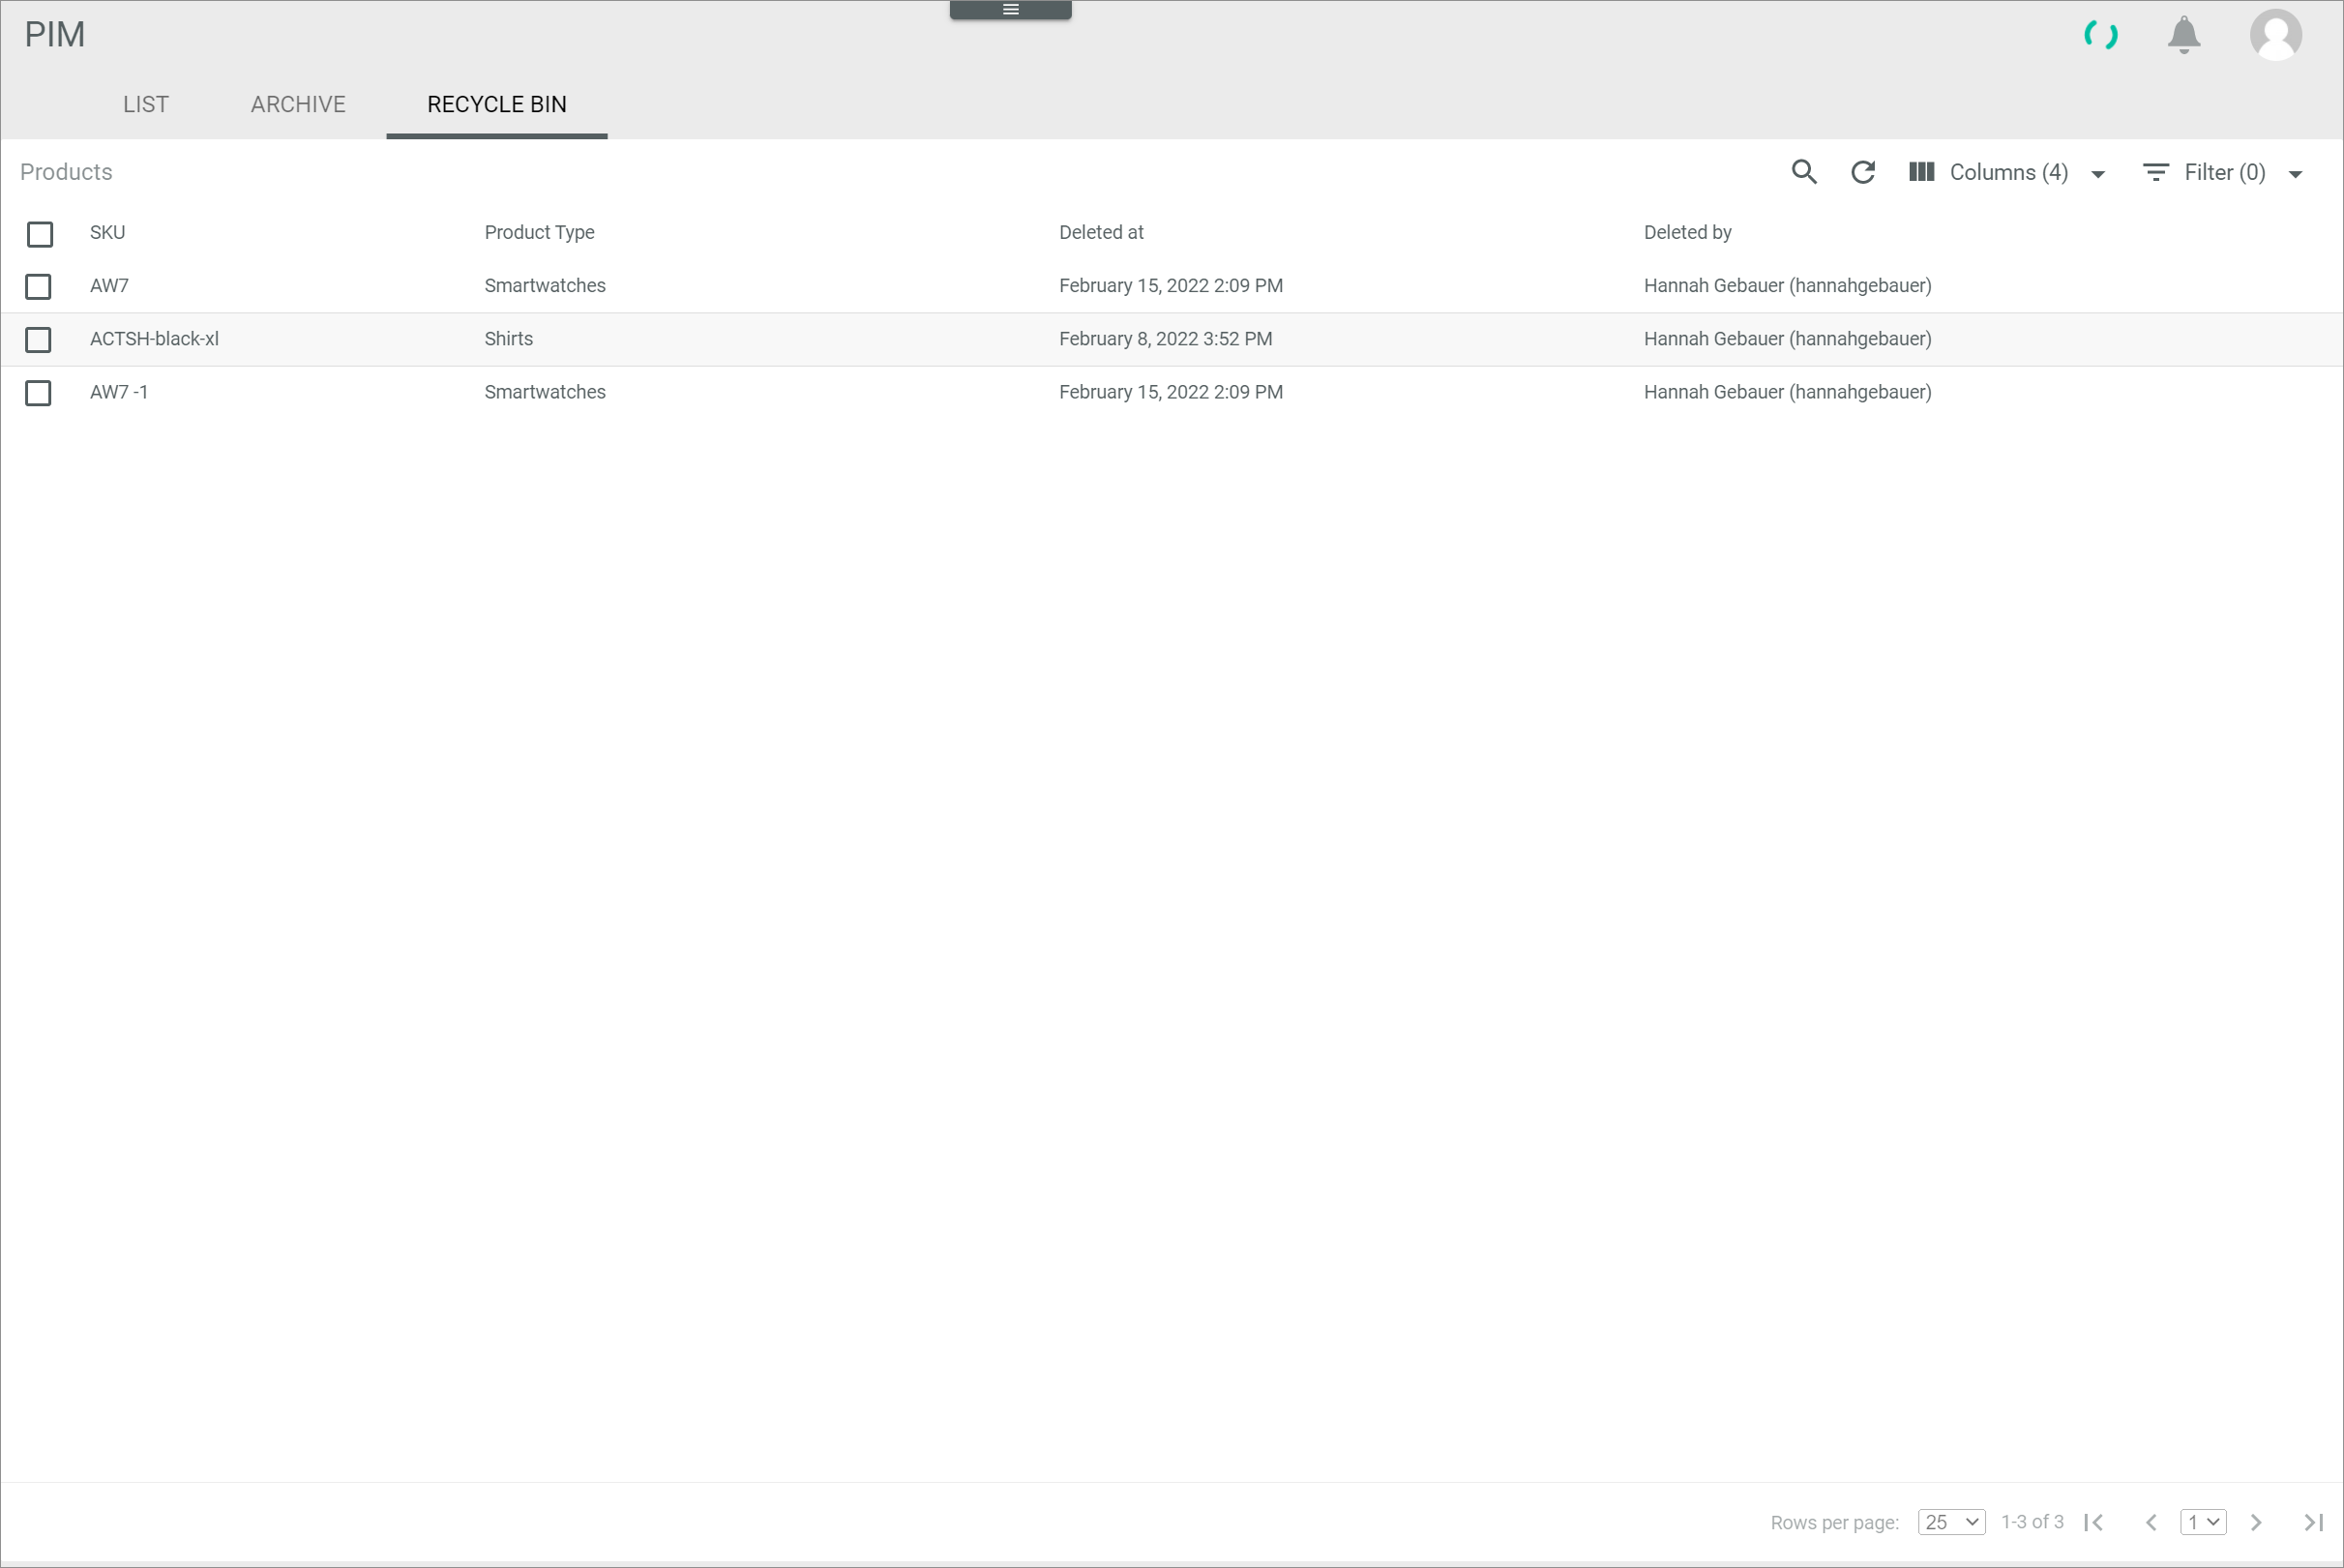 PIM
LIST ARCHIVE RECYCLE BIN
Products Columns (4) Filter (0)
SKU Product Type Deleted at Deleted by
AW7 Smartwatches February 15, 2022 2:09 PM Hannah Gebauer (hannahgebauer)
ACTSH-black-xl Shirts February 8, 2022 3:52 PM Hannah Gebauer (hannahgebauer)
AW7 -1 Smartwatches February 15, 2022 2:09 PM Hannah Gebauer (hannahgebauer)
Rows per page: 25 1-3 of 3 1